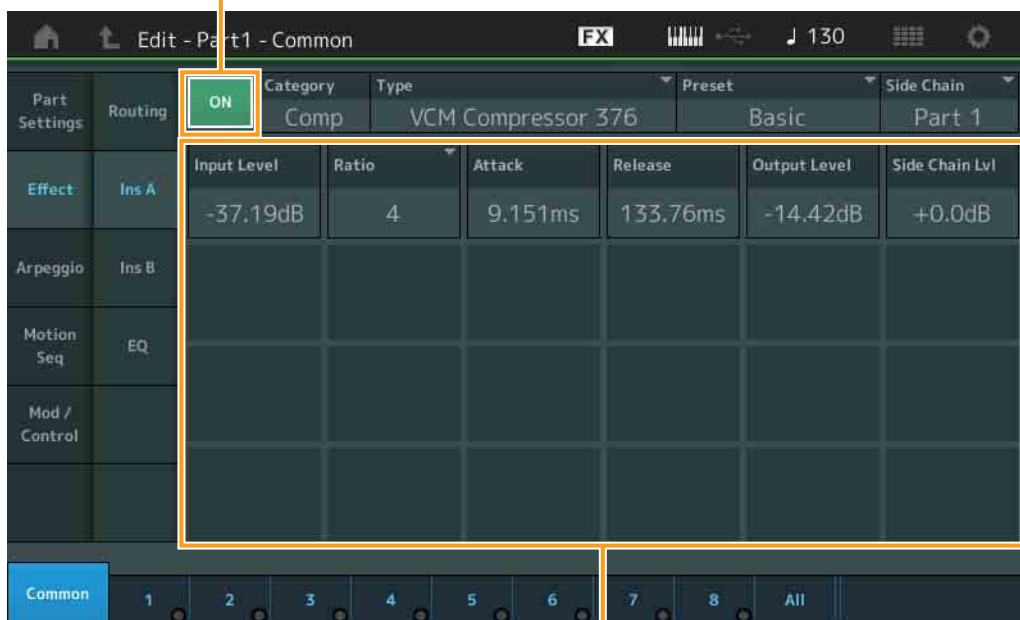 Edit - Part1 - Common
FX
130
Part Settings
Routing
ON
Category
Comp
Type
VCM Compressor 376
Preset
Basic
Side Chain
Part 1
Effect
Ins A
Input Level
-37.19dB
Ratio
4
Attack
9.151ms
Release
133.76ms
Output Level
-14.42dB
Side Chain Lvl
+0.0dB
Arpeggio
Ins B
Motion Seq
EQ
Mod / Control
Common
1
2
3
4
5
6
7
8
All